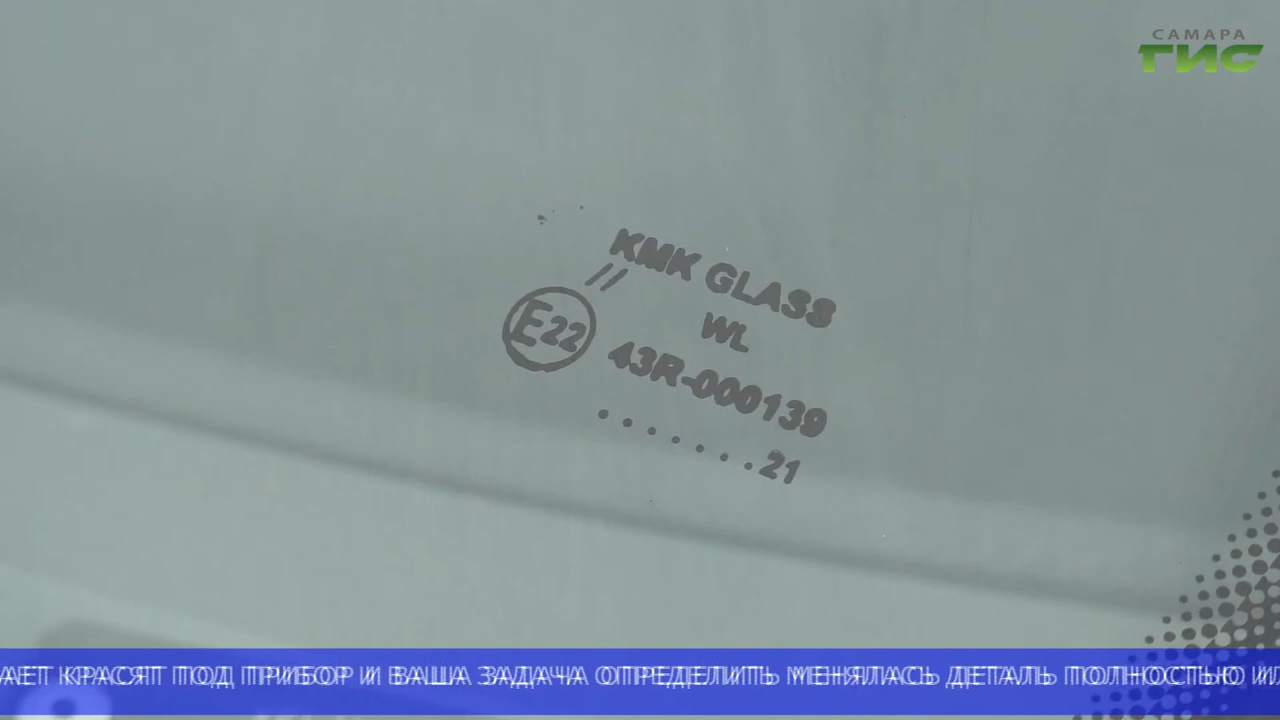 САМАРА
ГИС
KMK GLASS
//
WL
E22
43R-000139
.......21
АЕТ КРАСЯТ ПОД ПРИБОР И ВАША ЗАДАЧА ОПРЕДЕЛИТЬ МЕНЯЛАСЬ ДЕТАЛЬ ПОЛНОСТЬЮ ИЛ